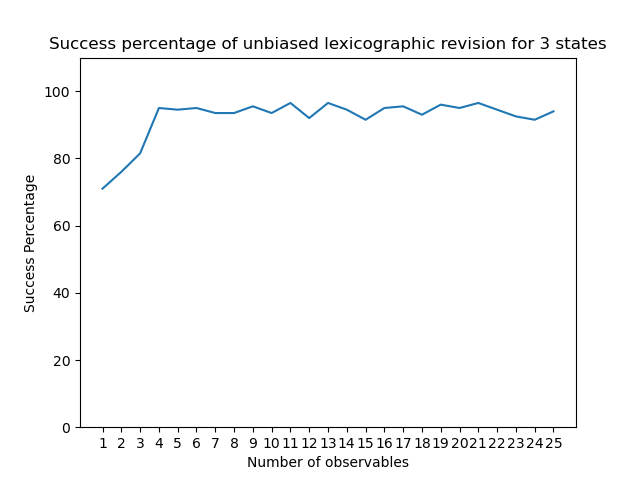 Success percentage of unbiased lexicographic revision for 3 states
100
80
60
40
20
0
Success Percentage
1 2 3 4 5 6 7 8 9 10 11 12 13 14 15 16 17 18 19 20 21 22 23 24 25
Number of observables